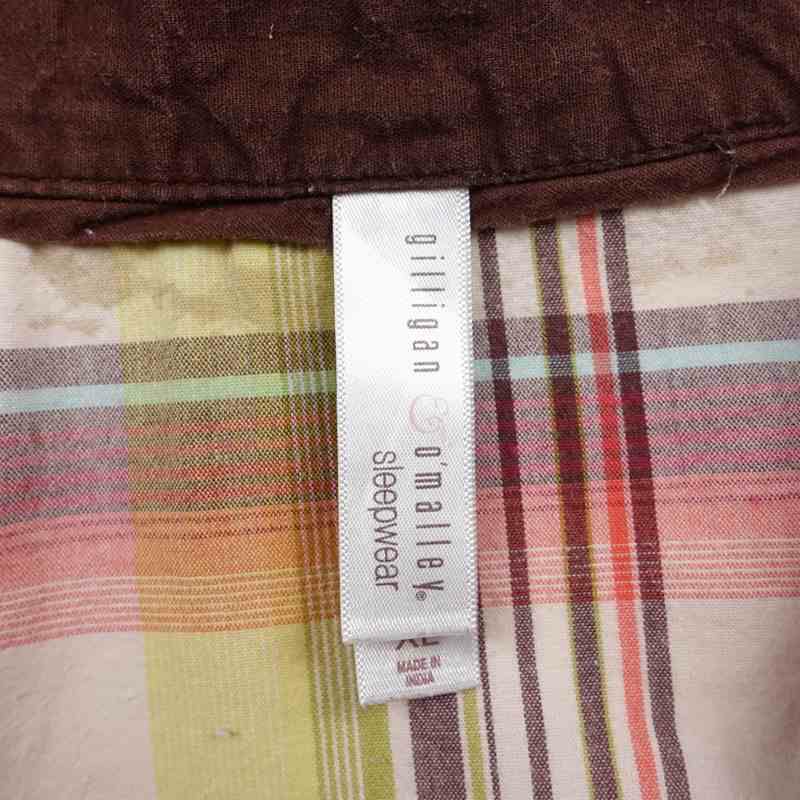 gilligan & o'malley®
sleepwear
XL
MADE IN
INDIA